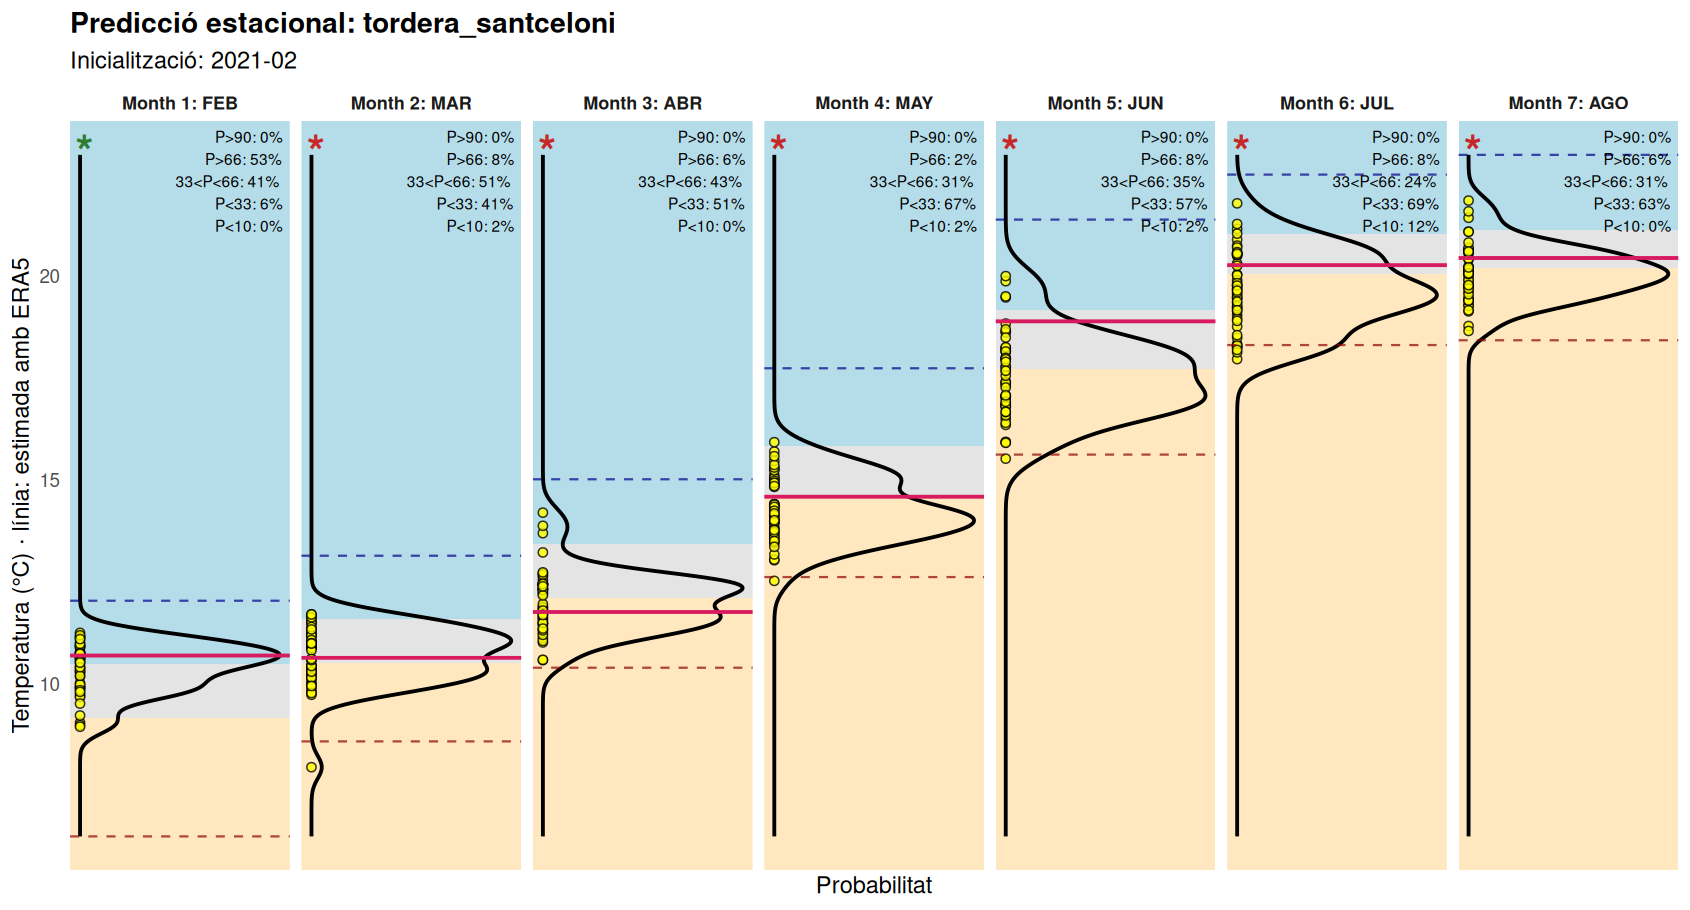 Predicció estacional: tordera_santceloni
Inicialització: 2021-02
Month 1: FEB
Month 2: MAR
Month 3: ABR
Month 4: MAY
Month 5: JUN
Month 6: JUL
Month 7: AGO
*
P>90: 0%
P>66: 53%
33<P<66: 41%
P<33: 6%
P<10: 0%
*
P>90: 0%
P>66: 8%
33<P<66: 51%
P<33: 41%
P<10: 2%
*
P>90: 0%
P>66: 6%
33<P<66: 43%
P<33: 51%
P<10: 0%
*
P>90: 0%
P>66: 2%
33<P<66: 31%
P<33: 67%
P<10: 2%
*
P>90: 0%
P>66: 8%
33<P<66: 35%
P<33: 57%
P<10: 2%
*
P>90: 0%
P>66: 8%
33<P<66: 24%
P<33: 69%
P<10: 12%
*
P>90: 0%
P>66: 6%
33<P<66: 31%
P<33: 63%
P<10: 0%
Temperatura (°C) · línia: estimada amb ERA5
20
15
10
Probabilitat